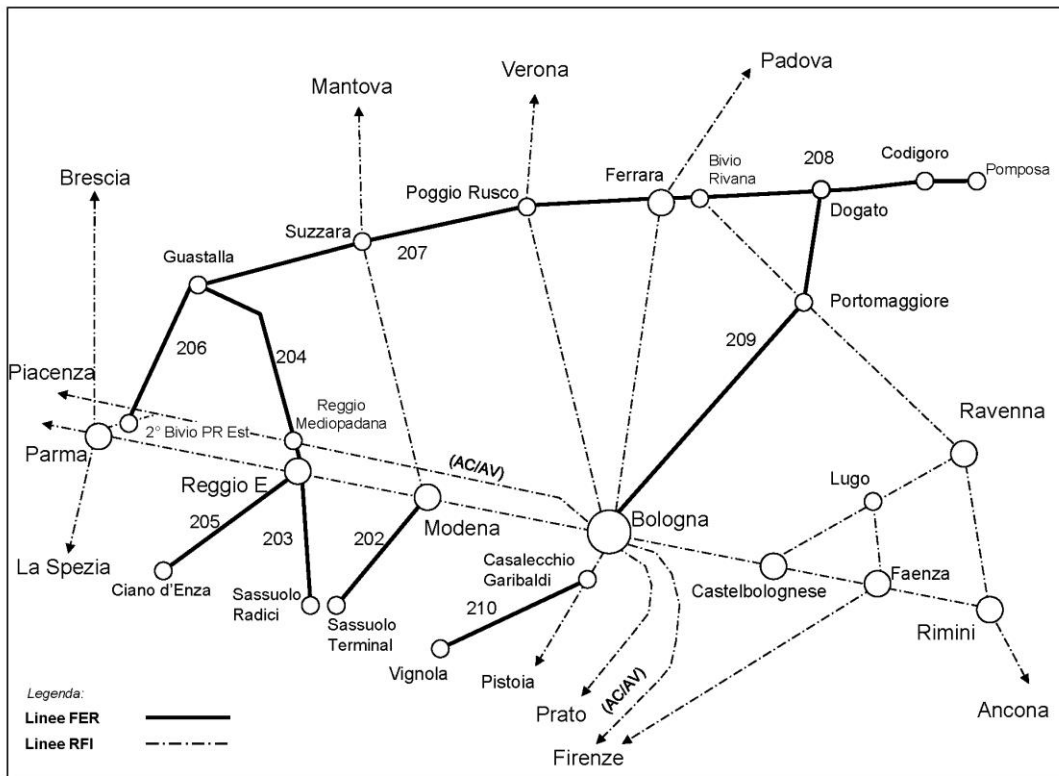 Padova
Verona
Mantova
Brescia
Ferrara
Bivio
Rivana
208
Codigoro
Pomposa
Poggio Rusco
Dogato
Suzzara
207
Guastalla
Portomaggiore
206
204
209
Piacenza
Reggio
Mediopadana
2° Bivio PR Est
(AC/AV)
Ravenna
Parma
Reggio E
Modena
Bologna
Lugo
205
203
202
La Spezia
Ciano d'Enza
Casalecchio
Garibaldi
Castelbolognese
Faenza
Sassuolo
Radici
Sassuolo
Terminal
210
Rimini
Vignola
Pistoia
Prato
(AC/AV)
Firenze
Ancona
Legenda:
Linee FER
Linee RFI